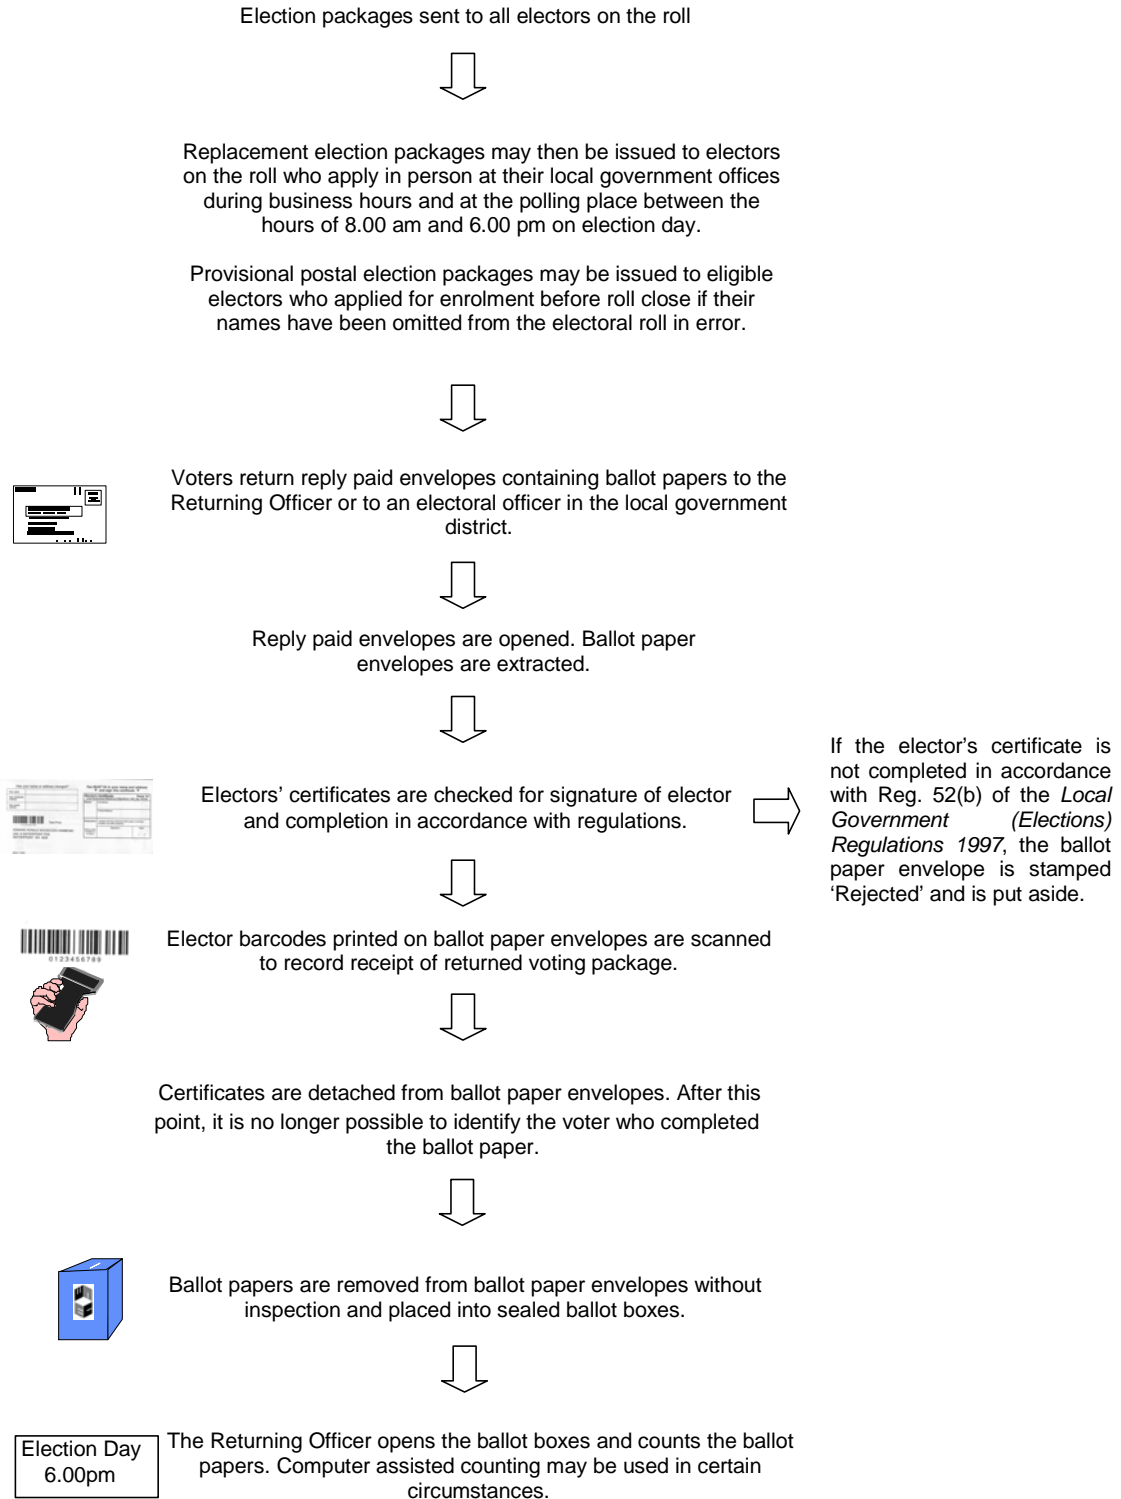 Election packages sent to all electors on the roll
Replacement election packages may then be issued to electors
on the roll who apply in person at their local government offices
during business hours and at the polling place between the
hours of 8.00 am and 6.00 pm on election day.
Provisional postal election packages may be issued to eligible
electors who applied for enrolment before roll close if their
names have been omitted from the electoral roll in error.
Voters return reply paid envelopes containing ballot papers to the
Returning Officer or to an electoral officer in the local government
district.
Reply paid envelopes are opened. Ballot paper
envelopes are extracted.
Electors’ certificates are checked for signature of elector
and completion in accordance with regulations.
If the elector’s certificate is
not completed in accordance
with Reg. 52(b) of the Local
Government (Elections)
Regulations 1997, the ballot
paper envelope is stamped
‘Rejected’ and is put aside.
0123456789
Elector barcodes printed on ballot paper envelopes are scanned
to record receipt of returned voting package.
Certificates are detached from ballot paper envelopes. After this
point, it is no longer possible to identify the voter who completed
the ballot paper.
Ballot papers are removed from ballot paper envelopes without
inspection and placed into sealed ballot boxes.
Election Day
6.00pm
The Returning Officer opens the ballot boxes and counts the ballot
papers. Computer assisted counting may be used in certain
circumstances.